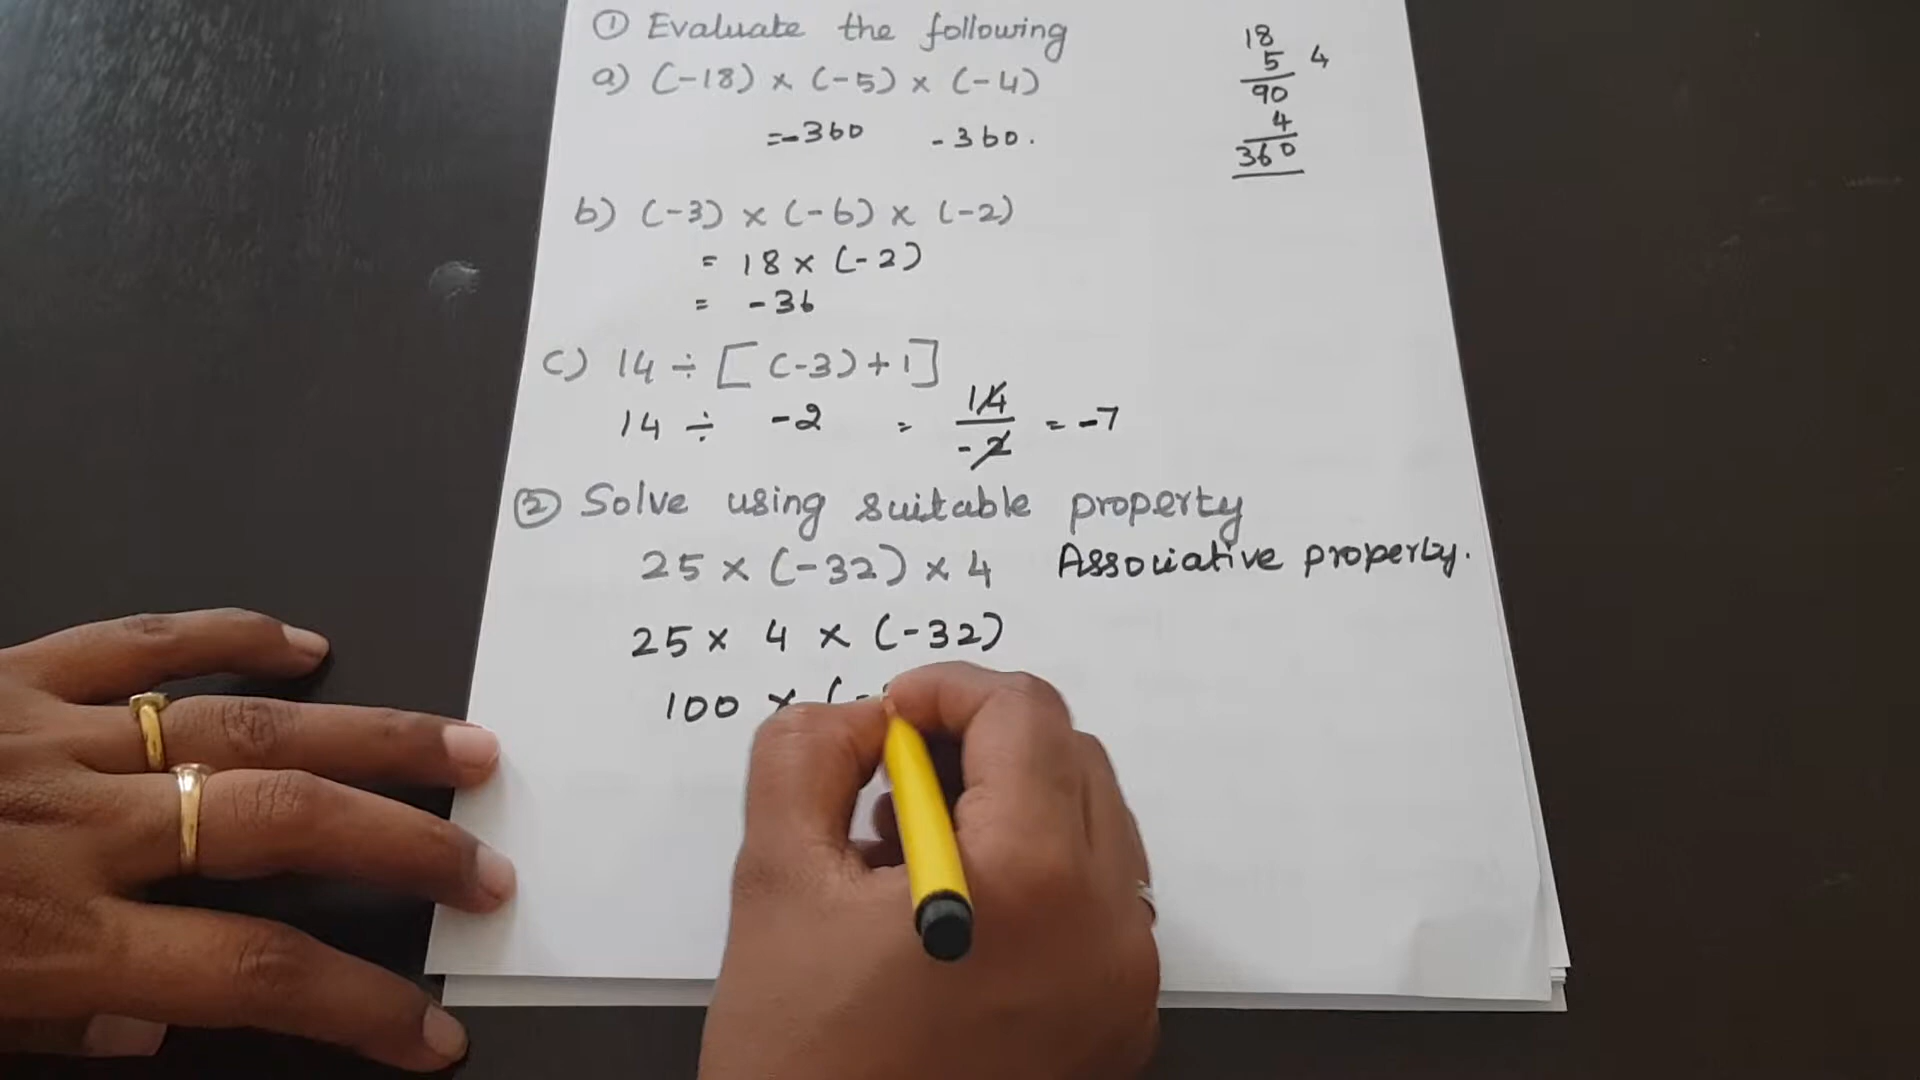 ① Evaluate the following
a) (-18) × (-5) × (-4)
=-360 -360.
18
5 4
90
4
360
b) (-3) × (-6) × (-2)
= 18 × (-2)
= -36
c) 14 ÷ [(-3)+1]
14 ÷ -2 = 14/-2 = -7
② Solve using suitable property
25 × (-32) × 4 Associative property.
25 × 4 × (-32)
100 × (-